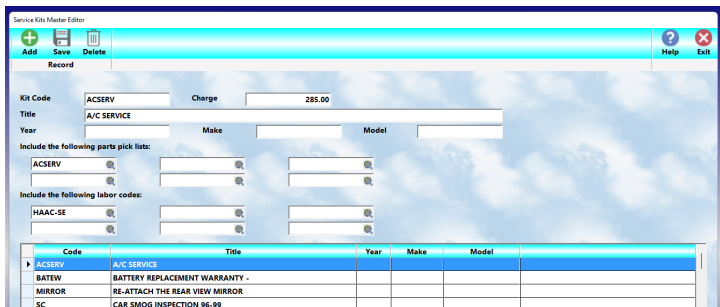 Service Kits Master Editor
Add Save Delete Help Exit
Record
Kit Code ACSERV Charge 285.00
Title A/C SERVICE
Year Make Model
Include the following parts pick lists:
ACSERV
Include the following labor codes:
HAAC-SE
Code Title Year Make Model
ACSERV A/C SERVICE
BATEW BATTERY REPLACEMENT WARRANTY -
MIRROR RE-ATTACH THE REAR VIEW MIRROR
SC CAR SMOG INSPECTION 96-99